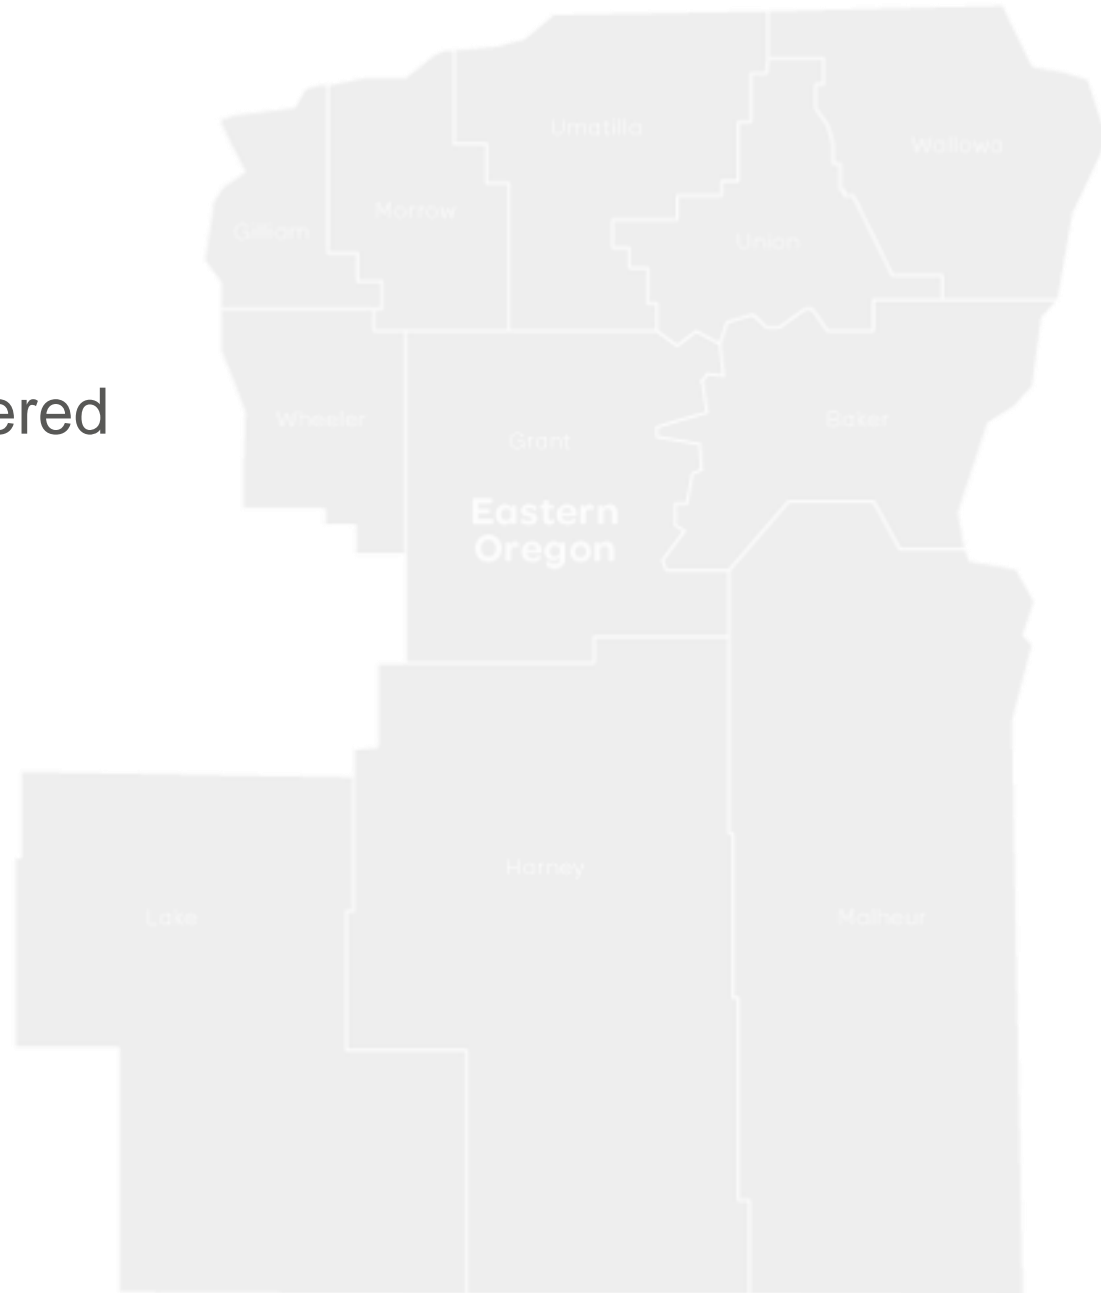 Umatilla
Wallowa
Morrow
Gilliam
Union
ered
Wheeler
Grant
Baker
Eastern
Oregon
Harney
Lake
Malheur